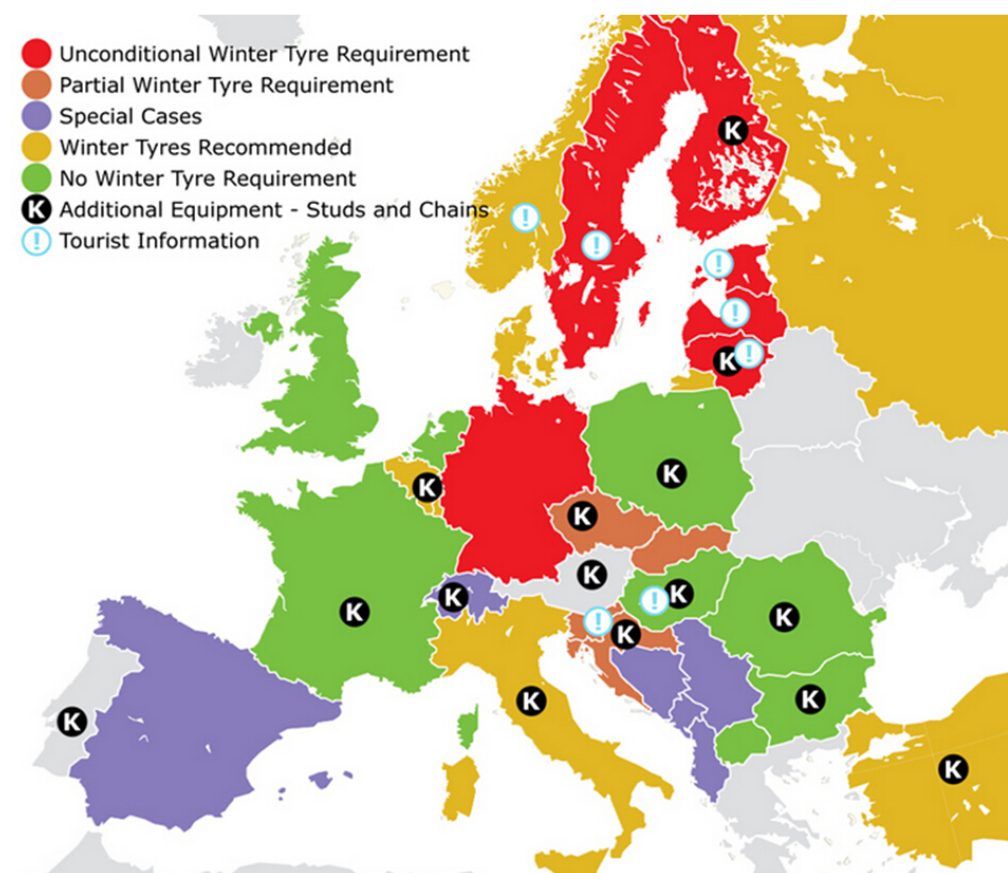 Unconditional Winter Tyre Requirement
Partial Winter Tyre Requirement
Special Cases
Winter Tyres Recommended
No Winter Tyre Requirement
K Additional Equipment - Studs and Chains
! Tourist Information
K
!
!
!
!
!
K
K
K
K
K
K
!
K
K
K
!
K
K
K
K
K